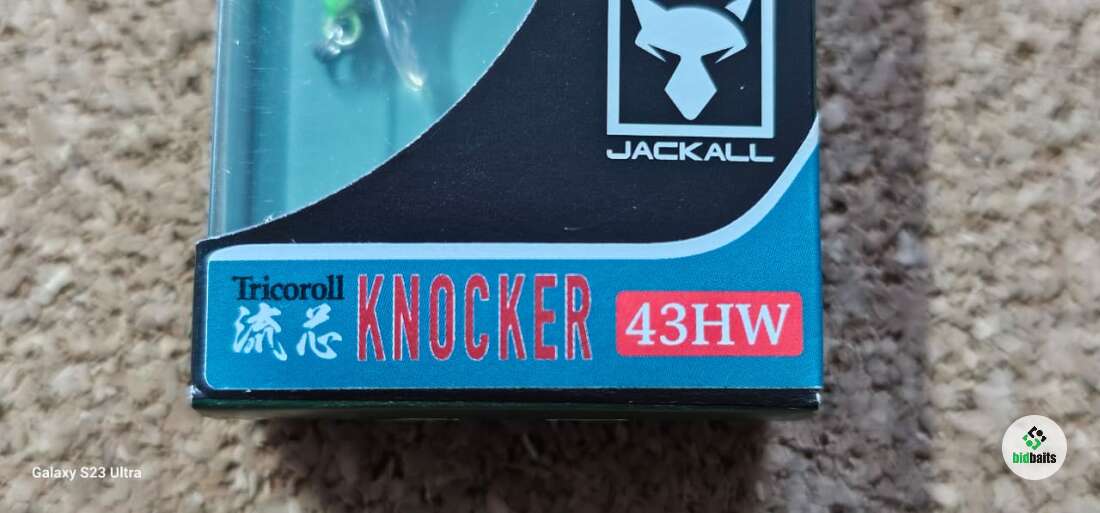 JACKALL
Tricoroll
流芯 KNOCKER 43HW
Galaxy S23 Ultra
bidbaits